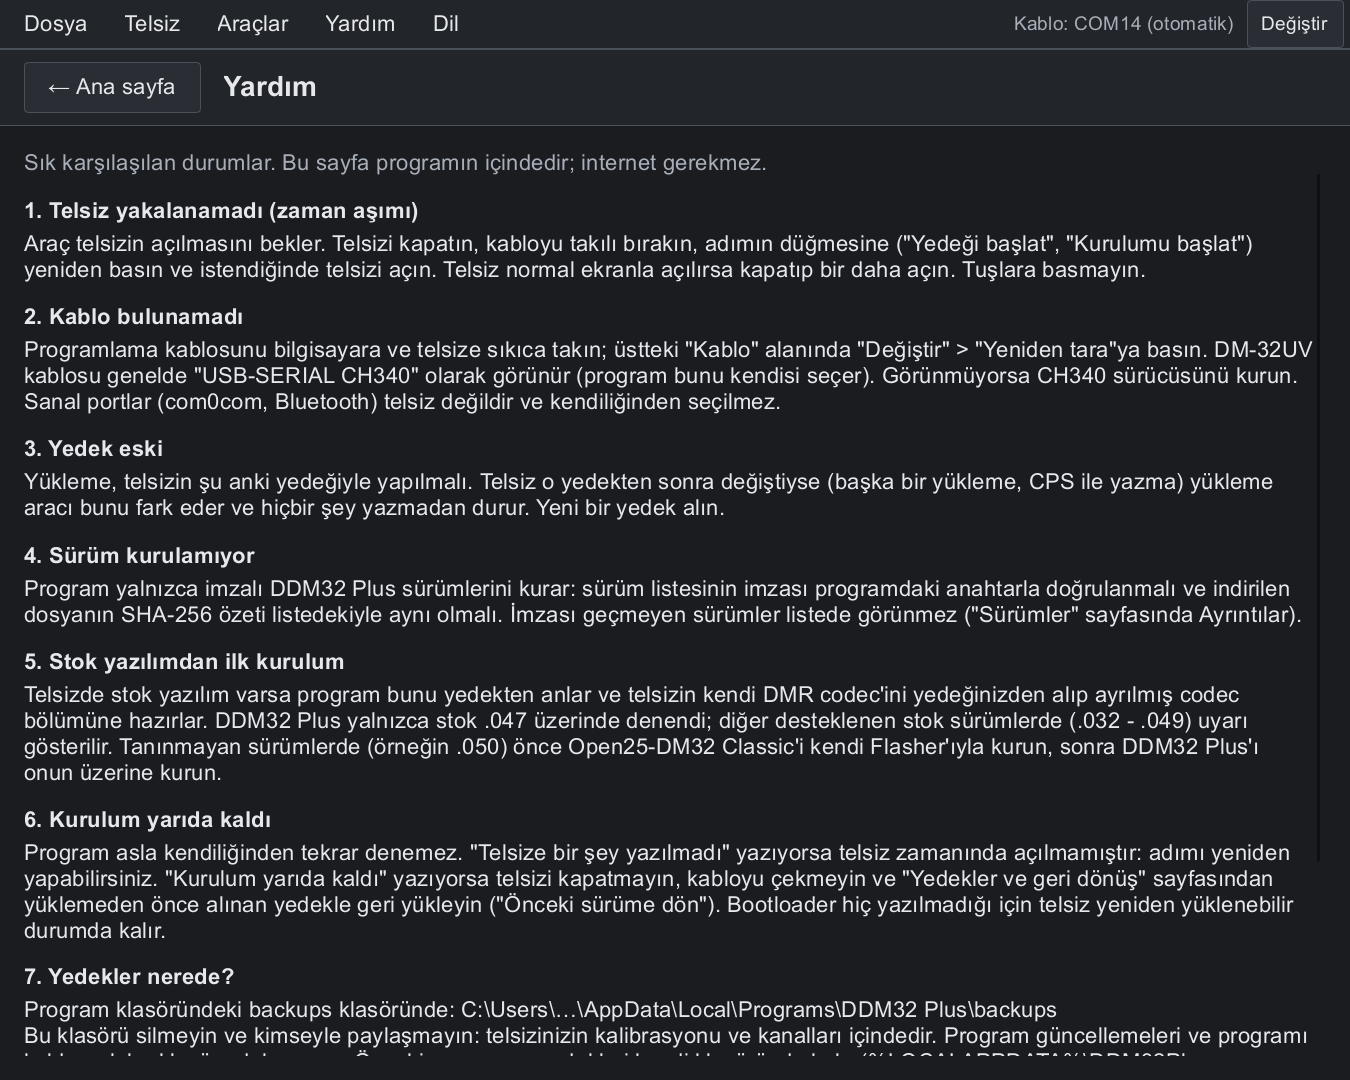 Dosya Telsiz Araçlar Yardım Dil Kablo: COM14 (otomatik) Değiştir
← Ana sayfa Yardım
Sık karşılaşılan durumlar. Bu sayfa programın içindedir; internet gerekmez.
1. Telsiz yakalanamadı (zaman aşımı)
Araç telsizin açılmasını bekler. Telsizi kapatın, kabloyu takılı bırakın, adımın düğmesine ("Yedeği başlat", "Kurulumu başlat")
yeniden basın ve istendiğinde telsizi açın. Telsiz normal ekranla açılırsa kapatıp bir daha açın. Tuşlara basmayın.
2. Kablo bulunamadı
Programlama kablosunu bilgisayara ve telsize sıkıca takın; üstteki "Kablo" alanında "Değiştir" > "Yeniden tara"ya basın. DM-32UV
kablosu genelde "USB-SERIAL CH340" olarak görünür (program bunu kendisi seçer). Görünmüyorsa CH340 sürücüsünü kurun.
Sanal portlar (com0com, Bluetooth) telsiz değildir ve kendiliğinden seçilmez.
3. Yedek eski
Yükleme, telsizin şu anki yedeğiyle yapılmalı. Telsiz o yedekten sonra değiştiyse (başka bir yükleme, CPS ile yazma) yükleme
aracı bunu fark eder ve hiçbir şey yazmadan durur. Yeni bir yedek alın.
4. Sürüm kurulamıyor
Program yalnızca imzalı DDM32 Plus sürümlerini kurar: sürüm listesinin imzası programdaki anahtarla doğrulanmalı ve indirilen
dosyanın SHA-256 özeti listedekiyle aynı olmalı. İmzası geçmeyen sürümler listede görünmez ("Sürümler" sayfasında Ayrıntılar).
5. Stok yazılımdan ilk kurulum
Telsizde stok yazılım varsa program bunu yedekten anlar ve telsizin kendi DMR codec'ini yedeğinizden alıp ayrılmış codec
bölümüne hazırlar. DDM32 Plus yalnızca stok .047 üzerinde denendi; diğer desteklenen stok sürümlerde (.032 - .049) uyarı
gösterilir. Tanınmayan sürümlerde (örneğin .050) önce Open25-DM32 Classic'i kendi Flasher'ıyla kurun, sonra DDM32 Plus'ı
onun üzerine kurun.
6. Kurulum yarıda kaldı
Program asla kendiliğinden tekrar denemez. "Telsize bir şey yazılmadı" yazıyorsa telsiz zamanında açılmamıştır: adımı yeniden
yapabilirsiniz. "Kurulum yarıda kaldı" yazıyorsa telsizi kapatmayın, kabloyu çekmeyin ve "Yedekler ve geri dönüş" sayfasından
yüklemeden önce alınan yedekle geri yükleyin ("Önceki sürüme dön"). Bootloader hiç yazılmadığı için telsiz yeniden yüklenebilir
durumda kalır.
7. Yedekler nerede?
Program klasöründeki backups klasöründe: C:\Users\…\AppData\Local\Programs\DDM32 Plus\backups
Bu klasörü silmeyin ve kimseyle paylaşmayın: telsizinizin kalibrasyonu ve kanalları içindedir. Program güncellemeleri ve programı